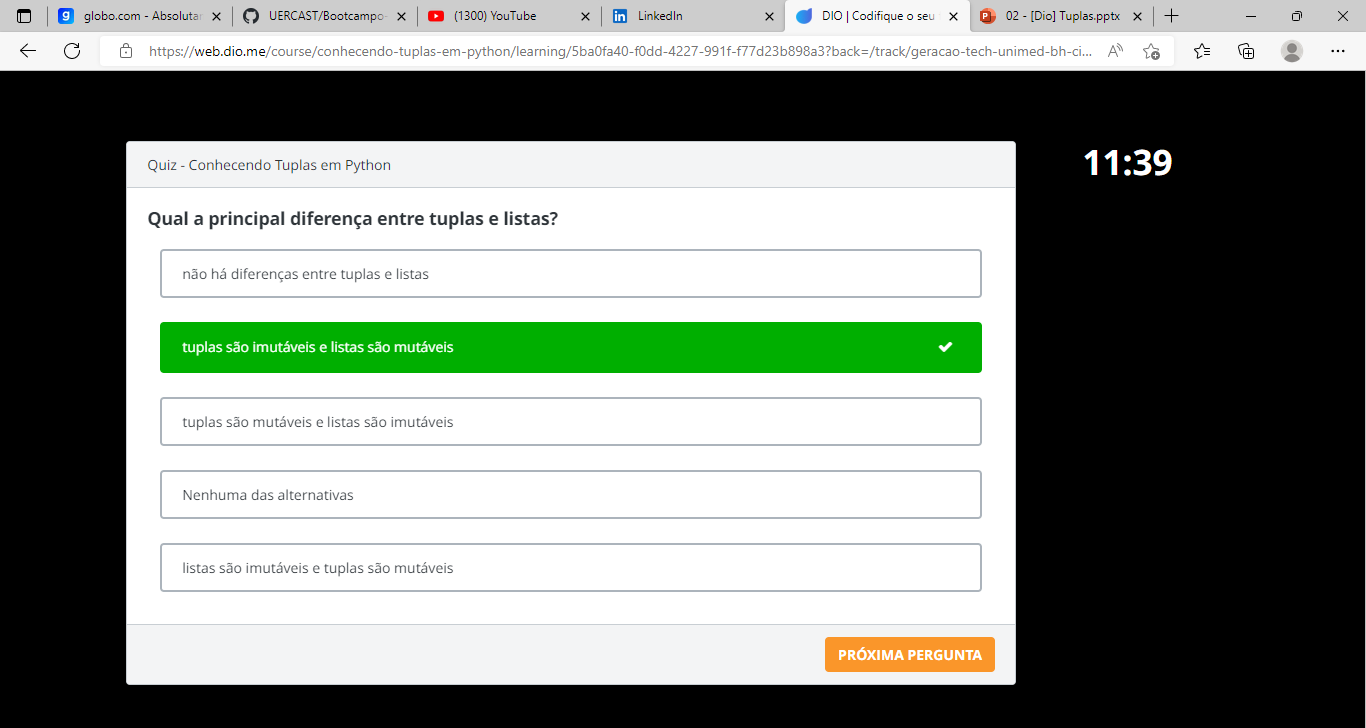 globo.com - Absoluta
UERCAST/Bootcampo-
(1300) YouTube
LinkedIn
DIO | Codifique o seu
02 - [Dio] Tuplas.pptx
https://web.dio.me/course/conhecendo-tuplas-em-python/learning/5ba0fa40-f0dd-4227-991f-f77d23b898a3?back=/track/geracao-tech-unimed-bh-ci...
Quiz - Conhecendo Tuplas em Python
11:39
Qual a principal diferença entre tuplas e listas?
não há diferenças entre tuplas e listas
tuplas são imutáveis e listas são mutáveis
tuplas são mutáveis e listas são imutáveis
Nenhuma das alternativas
listas são imutáveis e tuplas são mutáveis
PRÓXIMA PERGUNTA